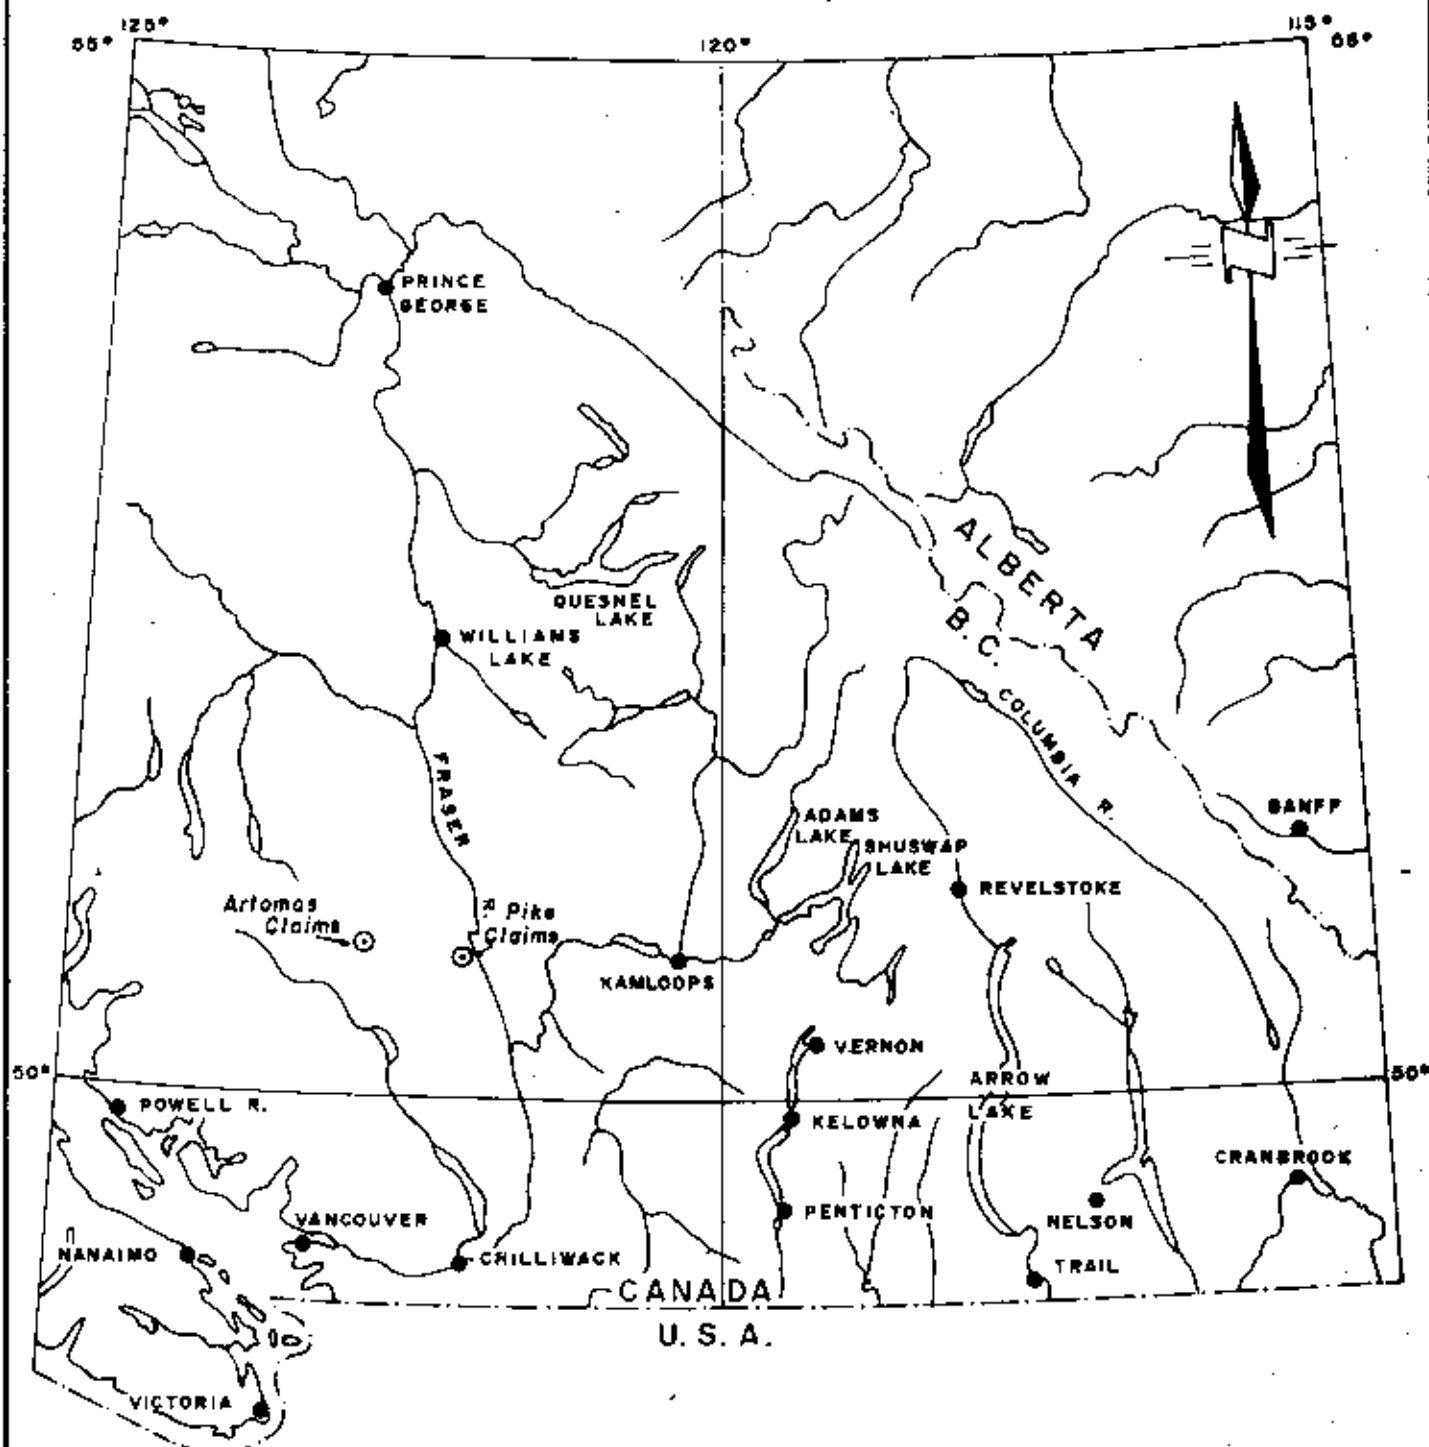 125°
120°
115°
55°
55°
PRINCE
GEORGE
ALBERTA
B.C.
QUESNEL
LAKE
WILLIAMS
LAKE
COLUMBIA R.
FRASER
R.
BANFF
ADAMS
LAKE
SHUSWAP
LAKE
REVELSTOKE
Artomas
Claims
Pike
Claims
KAMLOOPS
VERNON
50°
50°
ARROW
LAKE
POWELL R.
KELOWNA
CRANBROOK
PENTICTON
NELSON
VANCOUVER
NANAIMO
CHILLIWACK
TRAIL
CANADA
U.S.A.
VICTORIA